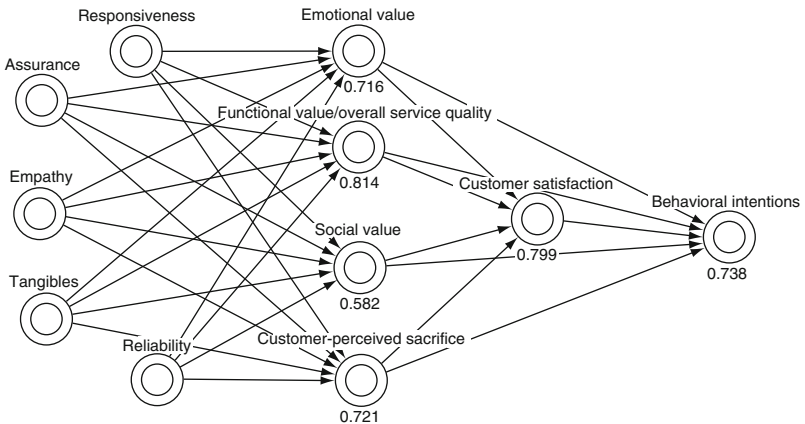 Responsiveness
Emotional value
0.716
Assurance
Functional value/overall service quality
0.814
Empathy
Customer satisfaction
0.799
Behavioral intentions
0.738
Social value
0.582
Tangibles
Reliability
Customer-perceived sacrifice
0.721